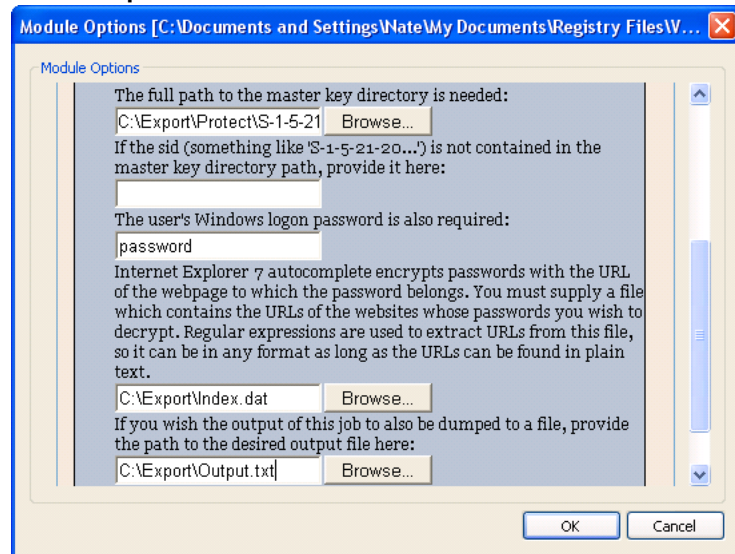 Module Options [C:\Documents and Settings\Nate\My Documents\Registry Files\V...
Module Options
The full path to the master key directory is needed:
C:\Export\Protect\S-1-5-21 Browse...
If the sid (something like 'S-1-5-21-20...') is not contained in the
master key directory path, provide it here:
The user's Windows logon password is also required:
password
Internet Explorer 7 autocomplete encrypts passwords with the URL
of the webpage to which the password belongs. You must supply a file
which contains the URLs of the websites whose passwords you wish to
decrypt. Regular expressions are used to extract URLs from this file,
so it can be in any format as long as the URLs can be found in plain
text.
C:\Export\Index.dat Browse...
If you wish the output of this job to also be dumped to a file, provide
the path to the desired output file here:
C:\Export\Output.txt Browse...
OK Cancel